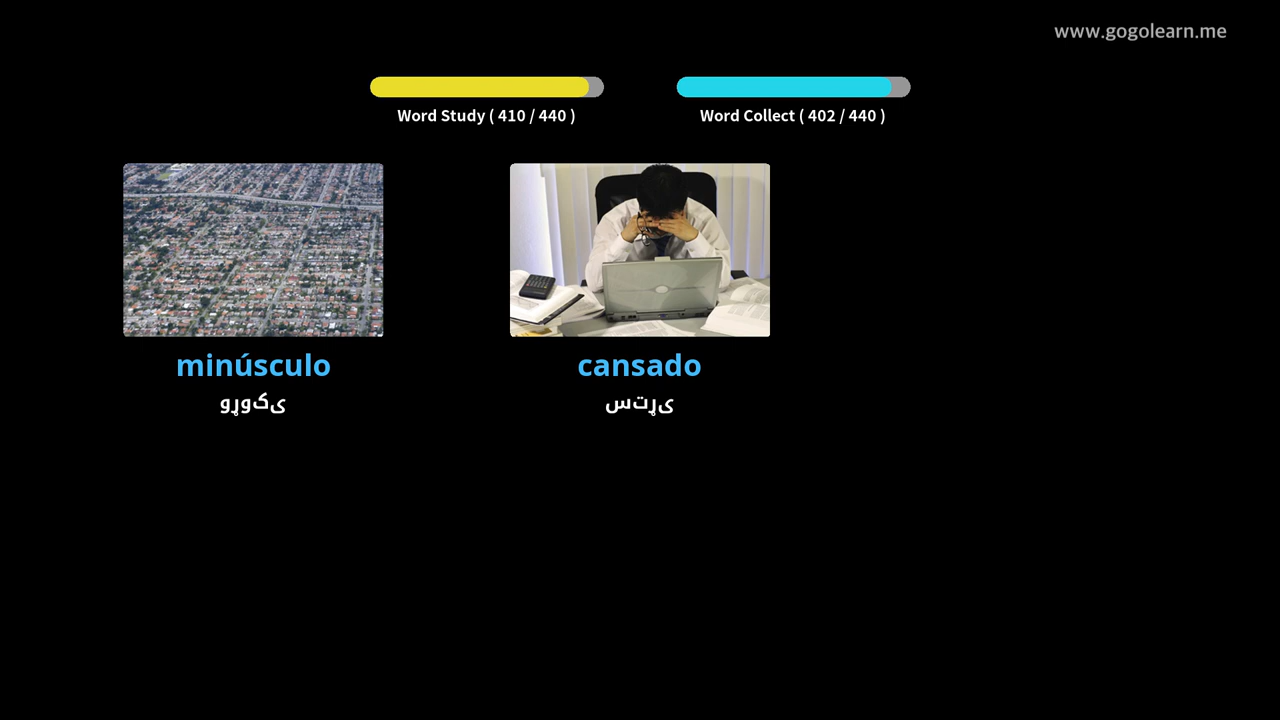 www.gogolearn.me
Word Study ( 410 / 440 )
Word Collect ( 402 / 440 )
minúsculo
وړوکی
cansado
ستړی